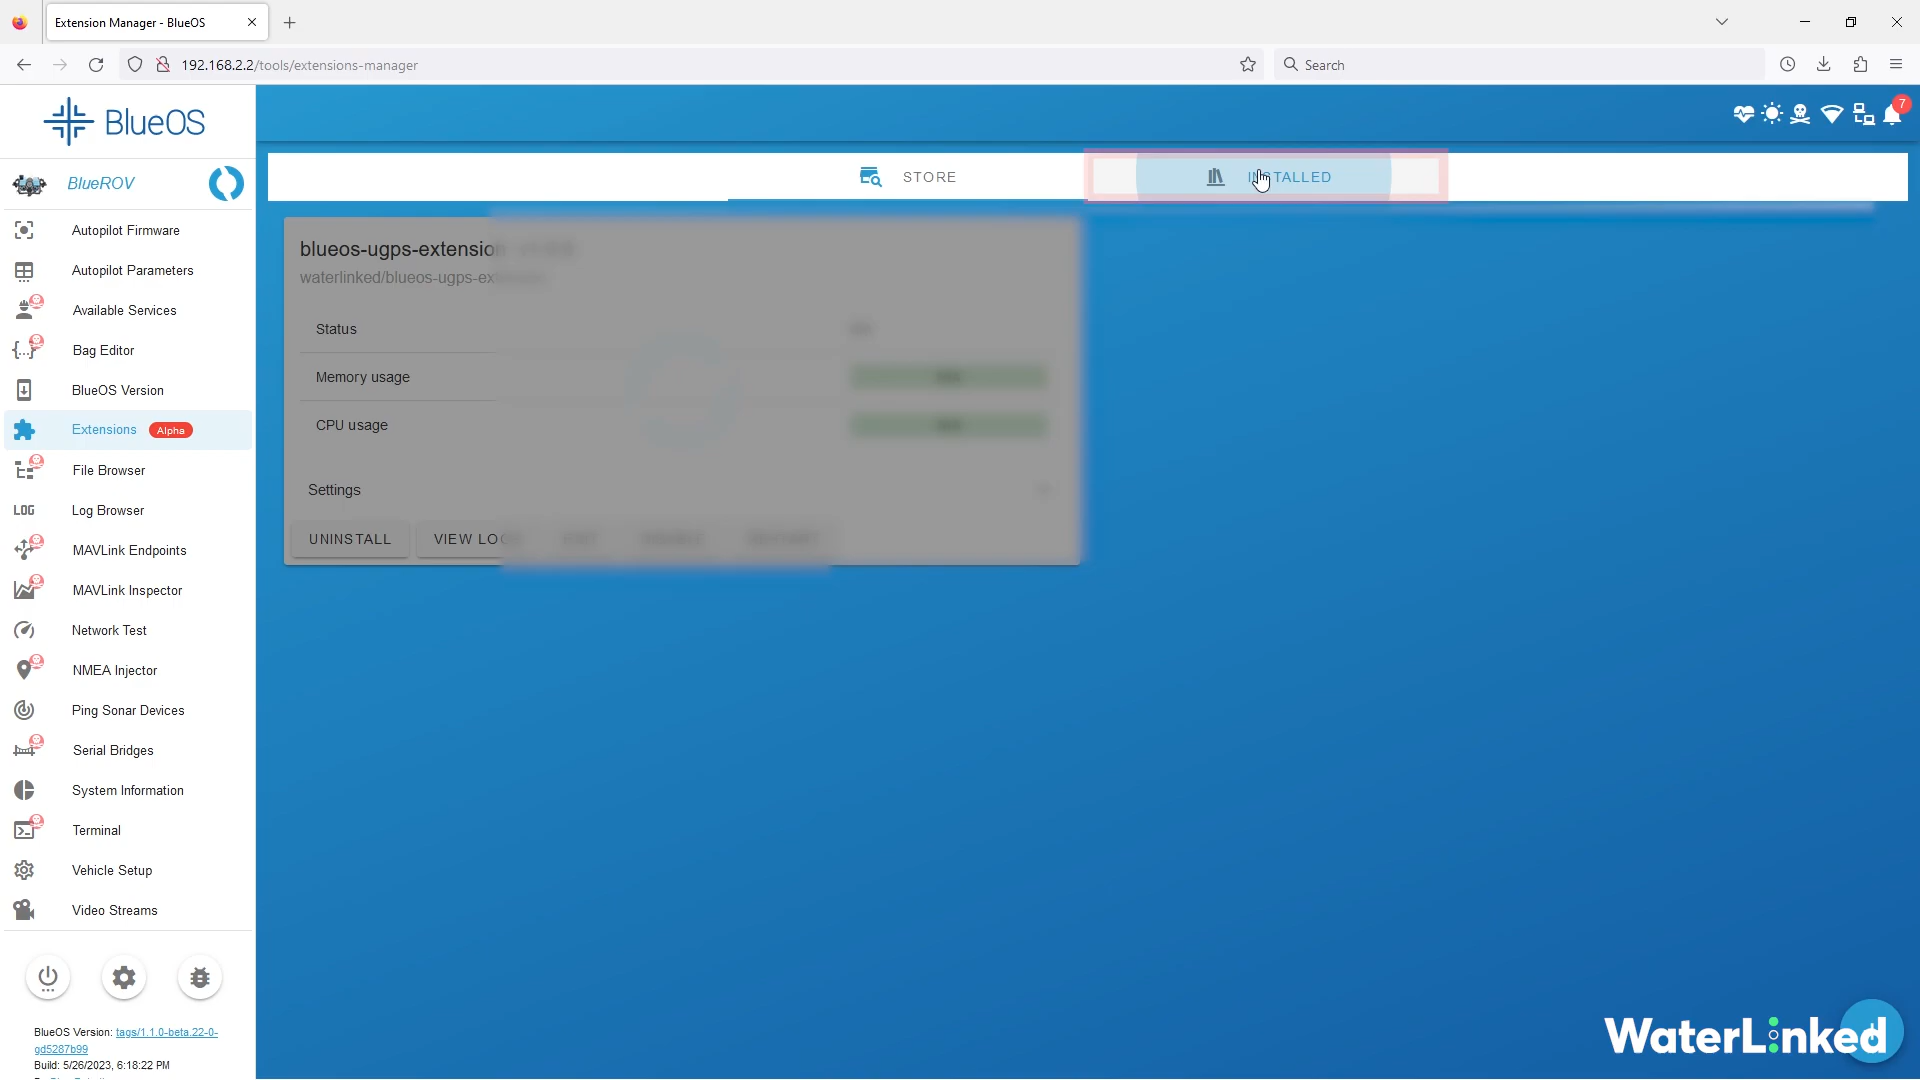 Extension Manager - BlueOS
192.168.2.2/tools/extensions-manager
Search
BlueOS
7
BlueROV
STORE
INSTALLED
Autopilot Firmware
Autopilot Parameters
Available Services
Bag Editor
BlueOS Version
Extensions Alpha
File Browser
LOG Log Browser
MAVLink Endpoints
MAVLink Inspector
Network Test
NMEA Injector
Ping Sonar Devices
Serial Bridges
System Information
Terminal
Vehicle Setup
Video Streams
BlueOS Version: tags/1.1.0-beta.22-0-
gd5287b99
Build: 5/26/2023, 6:18:22 PM
blueos-ugps-extension
waterlinked/blueos-ugps-extension
Status
Memory usage
CPU usage
Settings
UNINSTALL
VIEW LOGS
WaterLinked